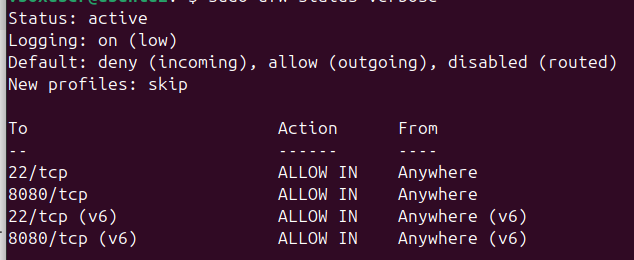 $ sudo ufw status verbose
Status: active
Logging: on (low)
Default: deny (incoming), allow (outgoing), disabled (routed)
New profiles: skip
To Action From
-- ------ ----
22/tcp ALLOW IN Anywhere
8080/tcp ALLOW IN Anywhere
22/tcp (v6) ALLOW IN Anywhere (v6)
8080/tcp (v6) ALLOW IN Anywhere (v6)